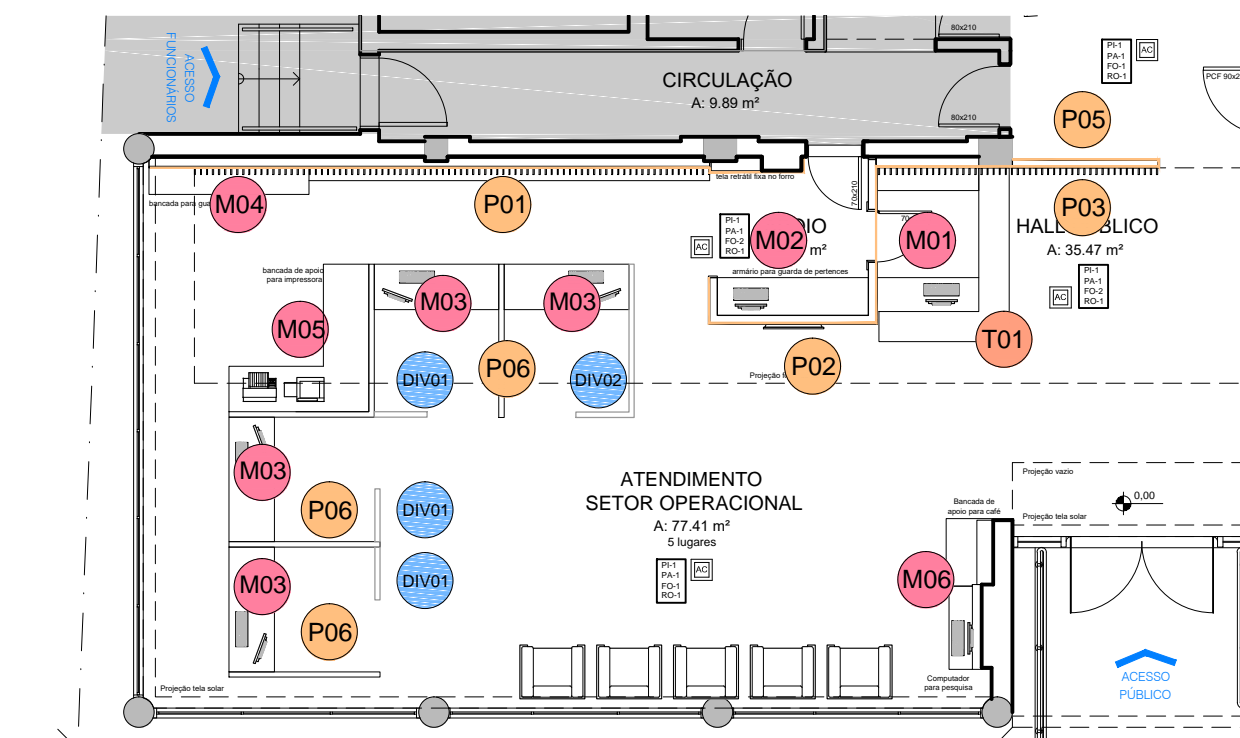 80x210
PI-1
PA-1
FO-1
RO-1
AC
ACESSO
FUNCIONÁRIOS
CIRCULAÇÃO
A: 9.89 m²
80x210
PCF 90x2
P05
tela retrátil fixa no forro
70x210
bancada para gua
M04
P01
PI-1
PA-1
FO-2
RO-1
AC
M02
IO
m²
70
M01
P03
HALL
BLICO
A: 35.47 m²
armário para guarda de pertences
PI-1
PA-1
FO-2
RO-1
AC
bancada de apoio
para impressora
M03
M03
M05
T01
P06
P02
Projeção f
DIV01
DIV02
M03
P06
DIV01
ATENDIMENTO
SETOR OPERACIONAL
A: 77.41 m²
5 lugares
PI-1
PA-1
FO-1
RO-1
AC
Projeção vazio
0,00
Projeção tela solar
Bancada de
apoio para café
M03
DIV01
M06
P06
Computador
para pesquisa
Projeção tela solar
ACESSO
PÚBLICO